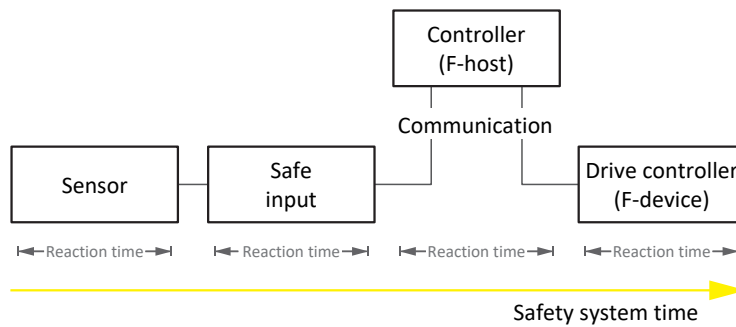 Controller
(F-host)
Communication
Sensor
Safe
input
Drive controller
(F-device)
Reaction time
Reaction time
Reaction time
Reaction time
Safety system time